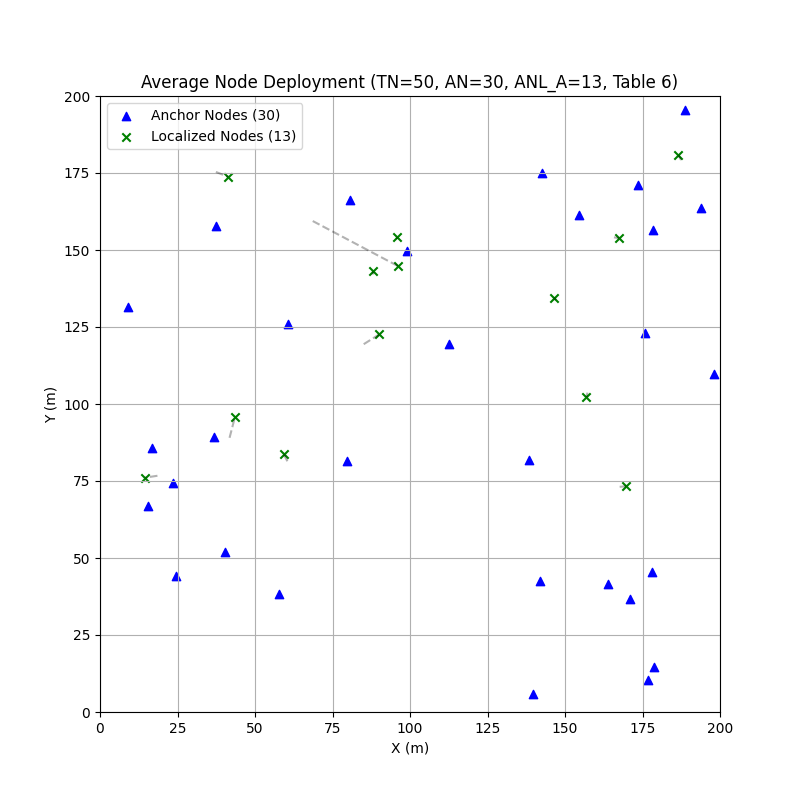 Average Node Deployment (TN=50, AN=30, ANL_A=13, Table 6)
Anchor Nodes (30)
Localized Nodes (13)
200
175
150
125
100
75
50
25
0
Y (m)
0 25 50 75 100 125 150 175 200
X (m)